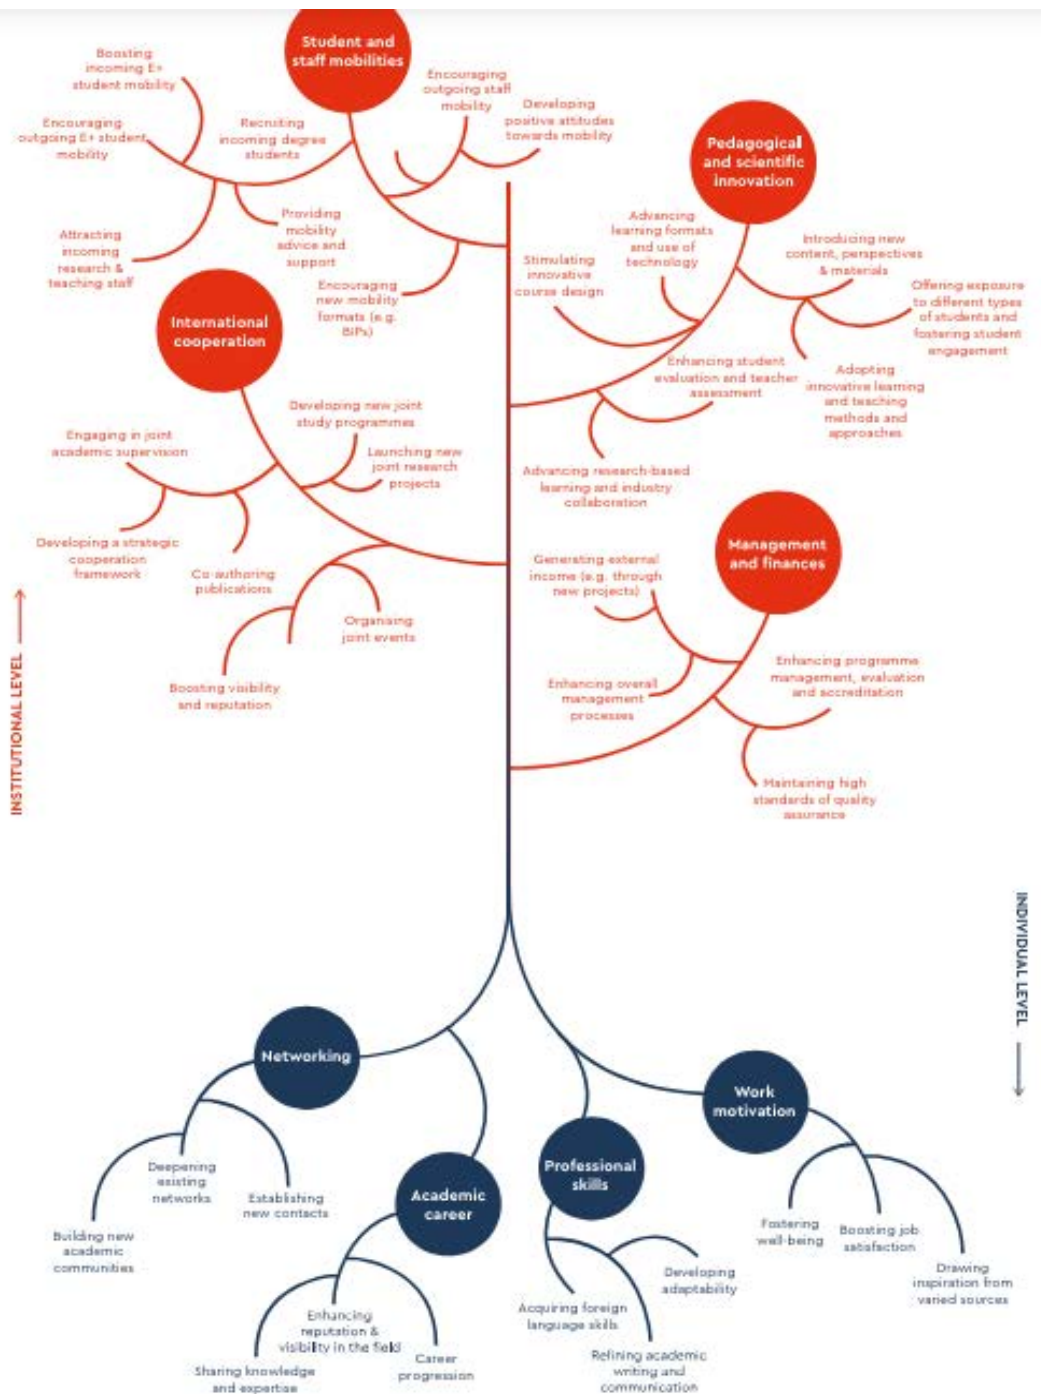 Student and
staff mobilities
Boosting
incoming E+
student mobility
Encouraging
outgoing E+ student
mobility
Recruiting
incoming degree
students
Encouraging
outgoing staff
mobility
Developing
positive attitudes
towards mobility
Attracting
incoming
research &
teaching staff
Providing
mobility
advice and
support
Encouraging
new mobility
formats (e.g.
BIPs)
Pedagogical
and scientific
innovation
Advancing
learning formats
and use of
technology
Stimulating
innovative
course design
Introducing new
content, perspectives
& materials
Offering exposure
to different types
of students and
fostering student
engagement
Enhancing student
evaluation and teacher
assessment
Adopting
innovative learning
and teaching
methods and
approaches
Advancing research-based
learning and industry
collaboration
International
cooperation
Developing new joint
study programmes
Engaging in joint
academic supervision
Launching new
joint research
projects
Developing a strategic
cooperation
framework
Co-authoring
publications
Organising
joint events
Boosting visibility
and reputation
Management
and finances
Generating external
income (e.g. through
new projects)
Enhancing overall
management
processes
Enhancing programme
management, evaluation
and accreditation
Maintaining high
standards of quality
assurance
INSTITUTIONAL LEVEL
INDIVIDUAL LEVEL
Networking
Deepening
existing
networks
Establishing
new contacts
Building new
academic
communities
Academic
career
Enhancing
reputation &
visibility in the field
Sharing knowledge
and expertise
Career
progression
Professional
skills
Developing
adaptability
Acquiring foreign
language skills
Refining academic
writing and
communication
Work
motivation
Fostering
well-being
Boosting job
satisfaction
Drawing
inspiration from
varied sources